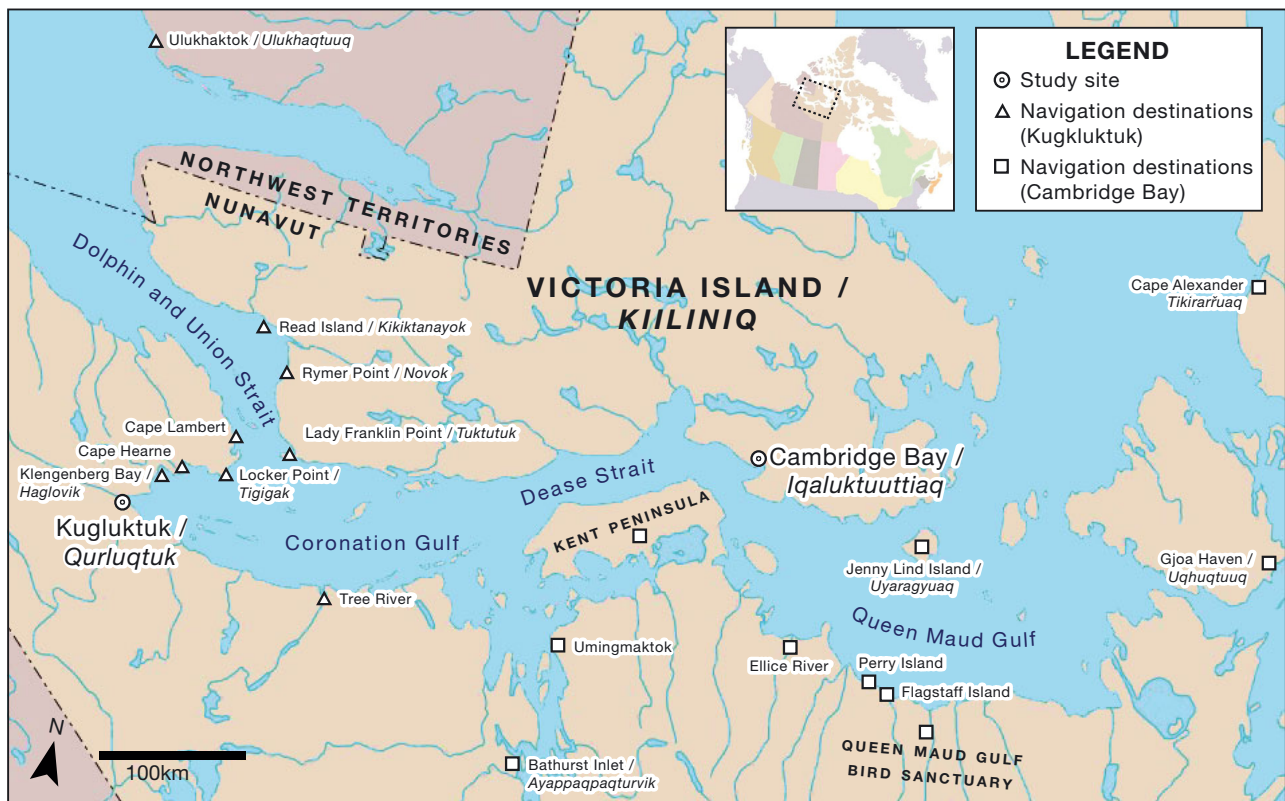 Ulukhaktok / Ulukhaqtuuq
LEGEND
Study site
Navigation destinations
(Kugkluktuk)
Navigation destinations
(Cambridge Bay)
NORTHWEST TERRITORIES
NUNAVUT
Dolphin and Union Strait
VICTORIA ISLAND /
KIILINIQ
Cape Alexander
Tikirarřuaq
Read Island / Kikiktanayok
Rymer Point / Novok
Cape Lambert
Lady Franklin Point / Tuktutuk
Cape Hearne
Klengenberg Bay /
Haglovik
Locker Point /
Tigigak
Kugluktuk /
Qurluqtuk
Coronation Gulf
Dease Strait
Cambridge Bay /
Iqaluktuuttiaq
KENT PENINSULA
Jenny Lind Island /
Uyaragyuaq
Gjoa Haven /
Uqhuqtuuq
Tree River
Queen Maud Gulf
Umingmaktok
Ellice River
Perry Island
Flagstaff Island
QUEEN MAUD GULF
BIRD SANCTUARY
Bathurst Inlet /
Ayappaqpaqturvik
N
100km